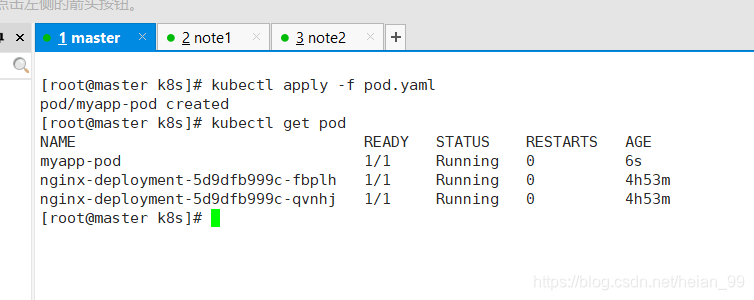 点击左侧的箭头按钮。
1 master
2 note1
3 note2
[root@master k8s]# kubectl apply -f pod.yaml
pod/myapp-pod created
[root@master k8s]# kubectl get pod
NAME READY STATUS RESTARTS AGE
myapp-pod 1/1 Running 0 6s
nginx-deployment-5d9dfb999c-fbplh 1/1 Running 0 4h53m
nginx-deployment-5d9dfb999c-qvnhj 1/1 Running 0 4h53m
[root@master k8s]#
https://blog.csdn.net/heian_99